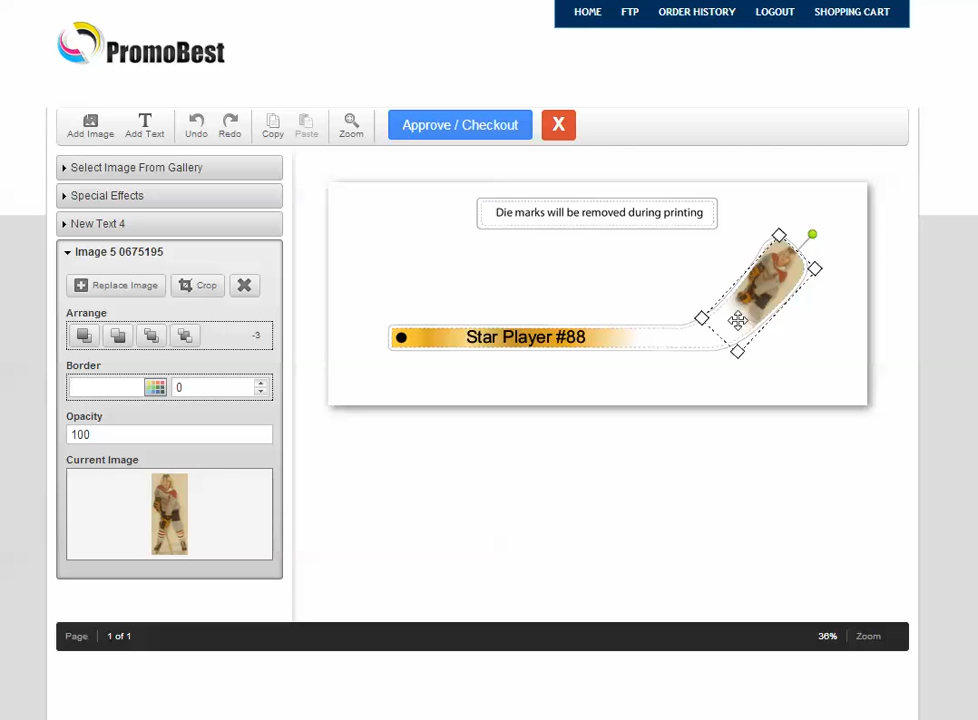 HOME FTP ORDER HISTORY LOGOUT SHOPPING CART
PromoBest
Add Image Add Text Undo Redo Copy Paste Zoom Approve / Checkout X
Select Image From Gallery
Special Effects
New Text 4
Image 5 0675195
Replace Image Crop
Arrange
-3
Border
0
Opacity
100
Current Image
Die marks will be removed during printing
Star Player #88
Page 1 of 1 36% Zoom